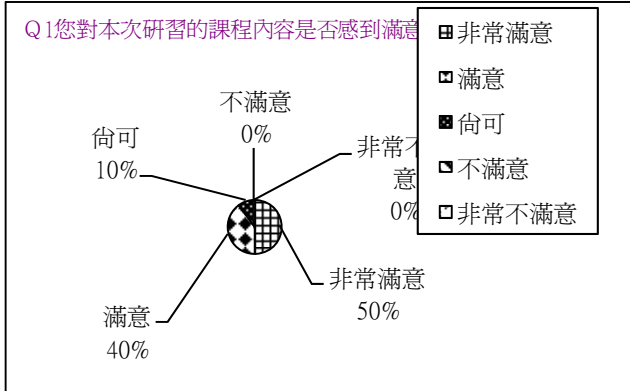 Q1您對本次研習的課程內容是否感到滿意
不滿意
0%
尚可
10%
非常不
意
0%
非常滿意
50%
滿意
40%
非常滿意
滿意
尚可
不滿意
非常不滿意